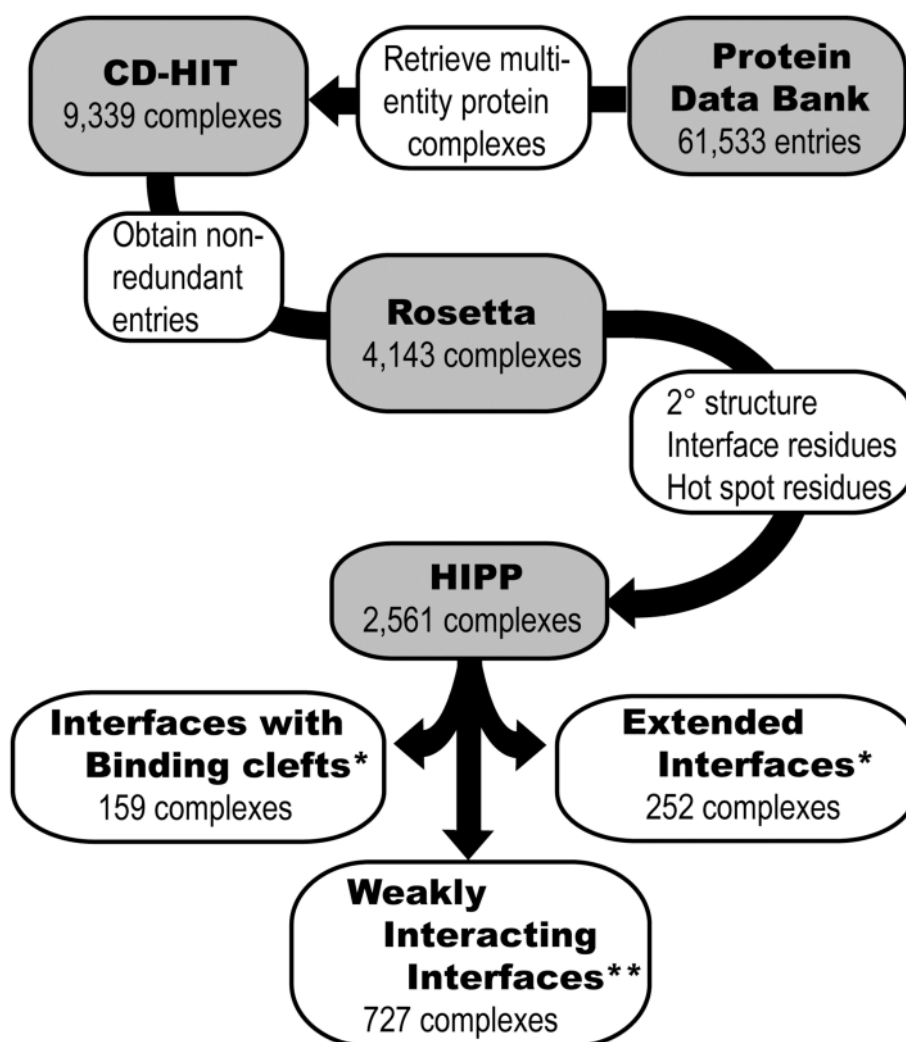 Protein
Data Bank
61,533 entries
Retrieve multi-
entity protein
complexes
CD-HIT
9,339 complexes
Obtain non-
redundant
entries
Rosetta
4,143 complexes
2° structure
Interface residues
Hot spot residues
HIPP
2,561 complexes
Interfaces with
Binding clefts*
159 complexes
Extended
Interfaces*
252 complexes
Weakly
Interacting
Interfaces**
727 complexes